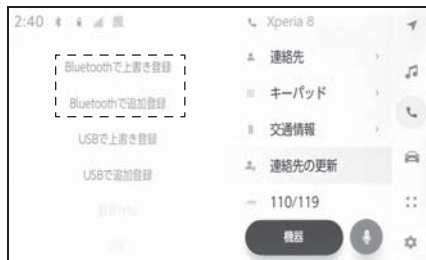 2:40
Bluetoothで上書き登録
Bluetoothで追加登録
USBで上書き登録
USBで追加登録
Xperia 8
連絡先
キーパッド
交通情報
連絡先の更新
110/119
機器